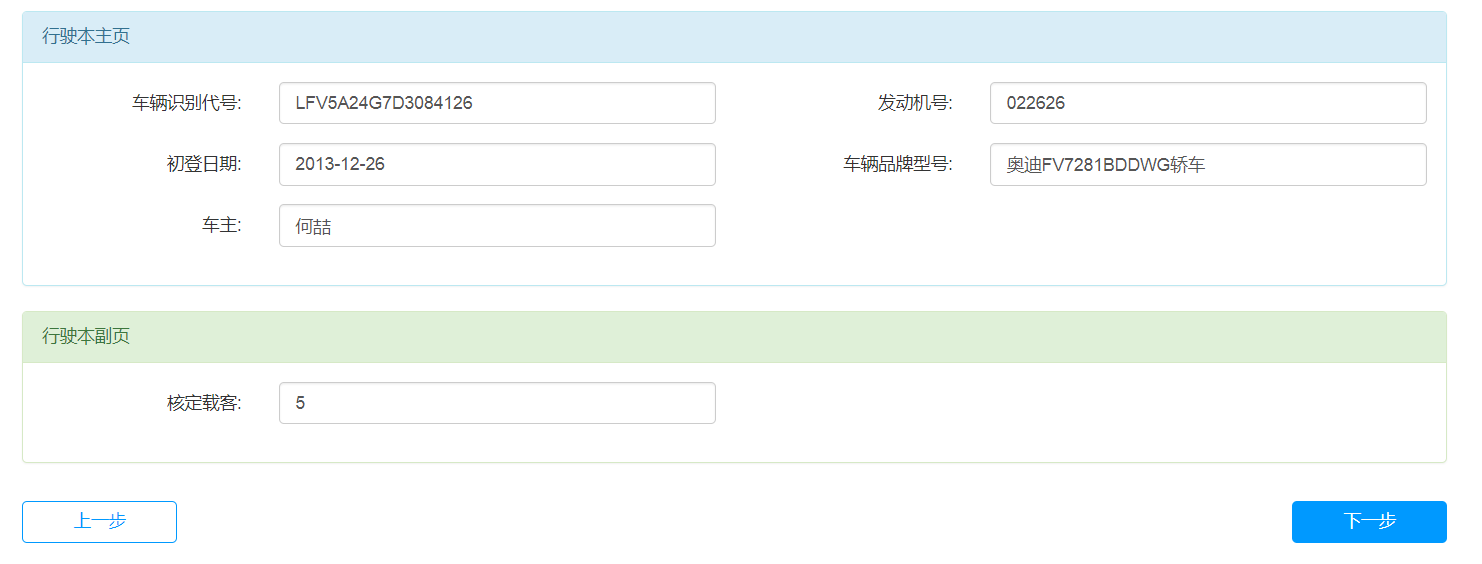 行驶本主页
车辆识别代号: LFV5A24G7D3084126 发动机号: 022626
初登日期: 2013-12-26 车辆品牌型号: 奥迪FV7281BDDWG轿车
车主: 何喆
行驶本副页
核定载客: 5
上一步 下一步